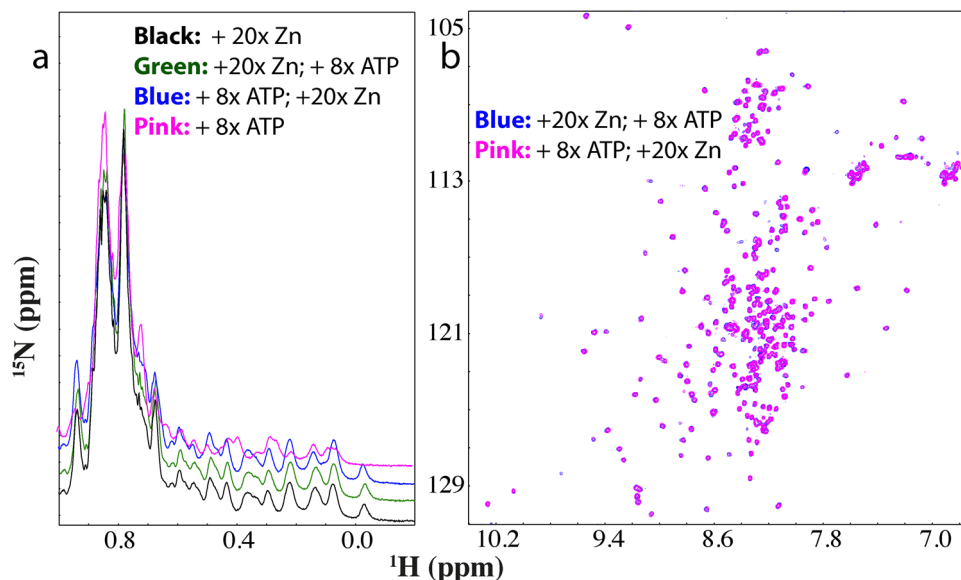 a
Black: + 20x Zn
Green: +20x Zn; + 8x ATP
Blue: + 8x ATP; +20x Zn
Pink: + 8x ATP
b
Blue: +20x Zn; + 8x ATP
Pink: + 8x ATP; +20x Zn
105
113
121
129
¹⁵N (ppm)
0.8
0.4
0.0
10.2
9.4
8.6
7.8
7.0
¹H (ppm)